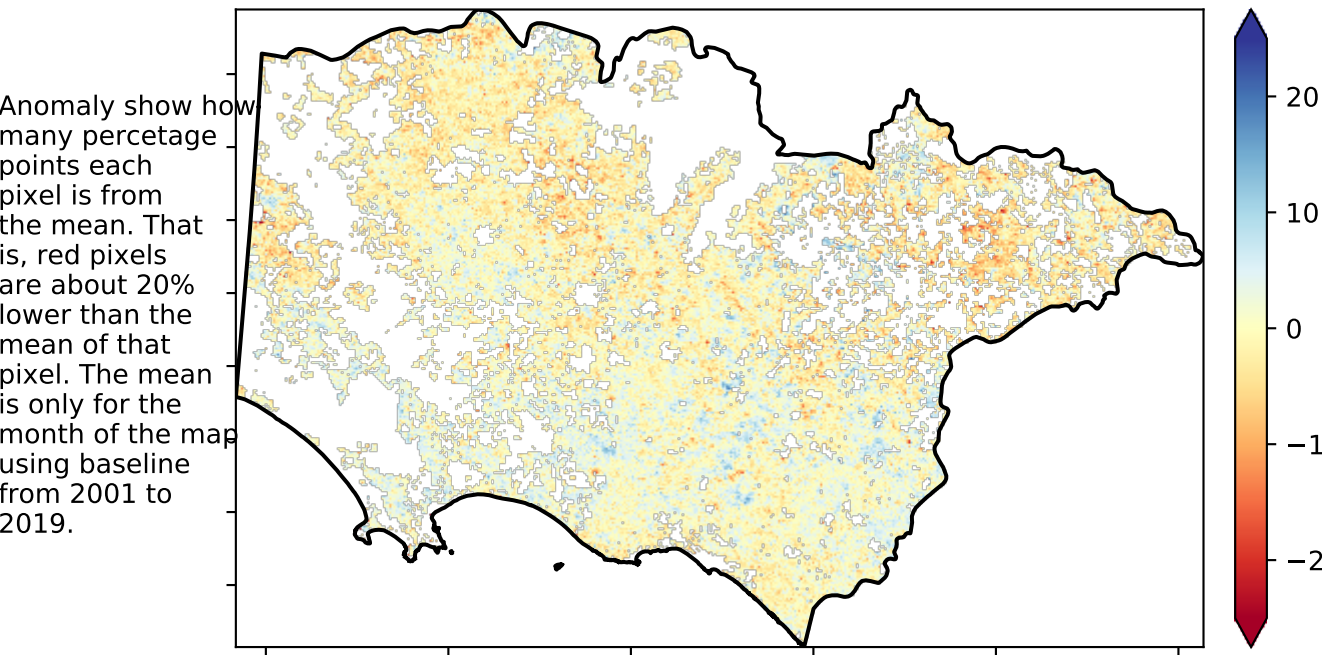 Anomaly show how
many percetage
points each
pixel is from
the mean. That
is, red pixels
are about 20%
lower than the
mean of that
pixel. The mean
is only for the
month of the map
using baseline
from 2001 to
2019.
20
10
0
−1
−2